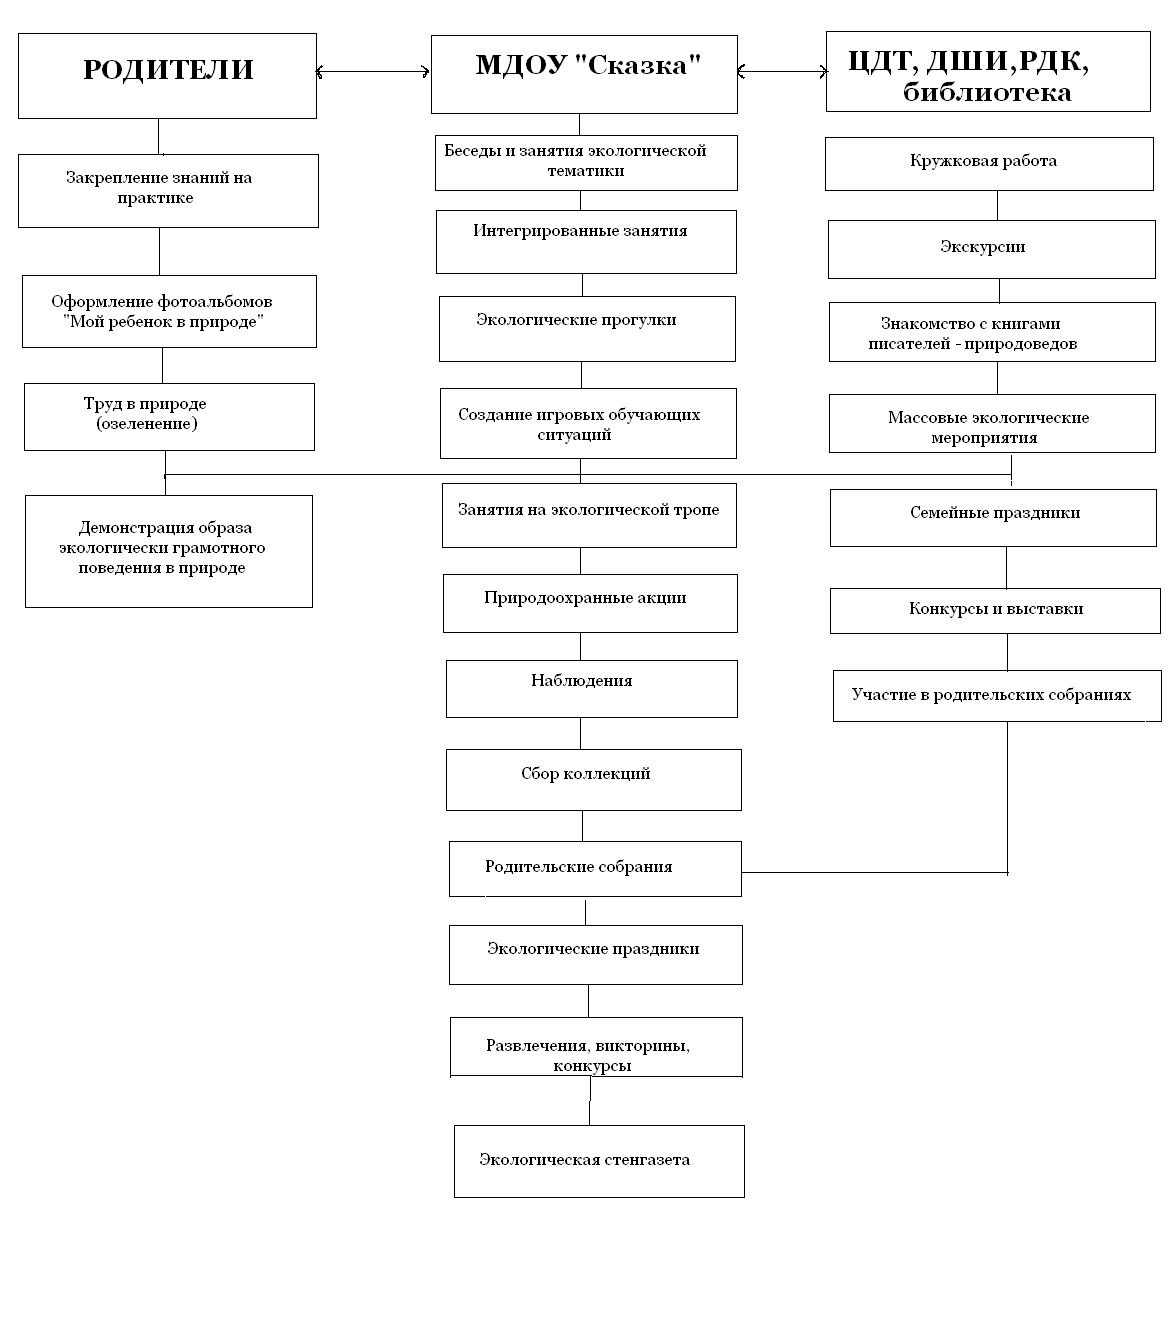 РОДИТЕЛИ
Закрепление знаний на
практике
Оформление фотоальбомов
"Мой ребенок в природе"
Труд в природе
(озеленение)
Демонстрация образа
экологически грамотного
поведения в природе
МДОУ "Сказка"
Беседы и занятия экологической
тематики
Интегрированные занятия
Экологические прогулки
Создание игровых обучающих
ситуаций
Занятия на экологической тропе
Природоохранные акции
Наблюдения
Сбор коллекций
Родительские собрания
Экологические праздники
Развлечения, викторины,
конкурсы
Экологическая стенгазета
ЦДТ, ДШИ,РДК,
библиотека
Кружковая работа
Экскурсии
Знакомство с книгами
писателей - природоведов
Массовые экологические
мероприятия
Семейные праздники
Конкурсы и выставки
Участие в родительских собраниях